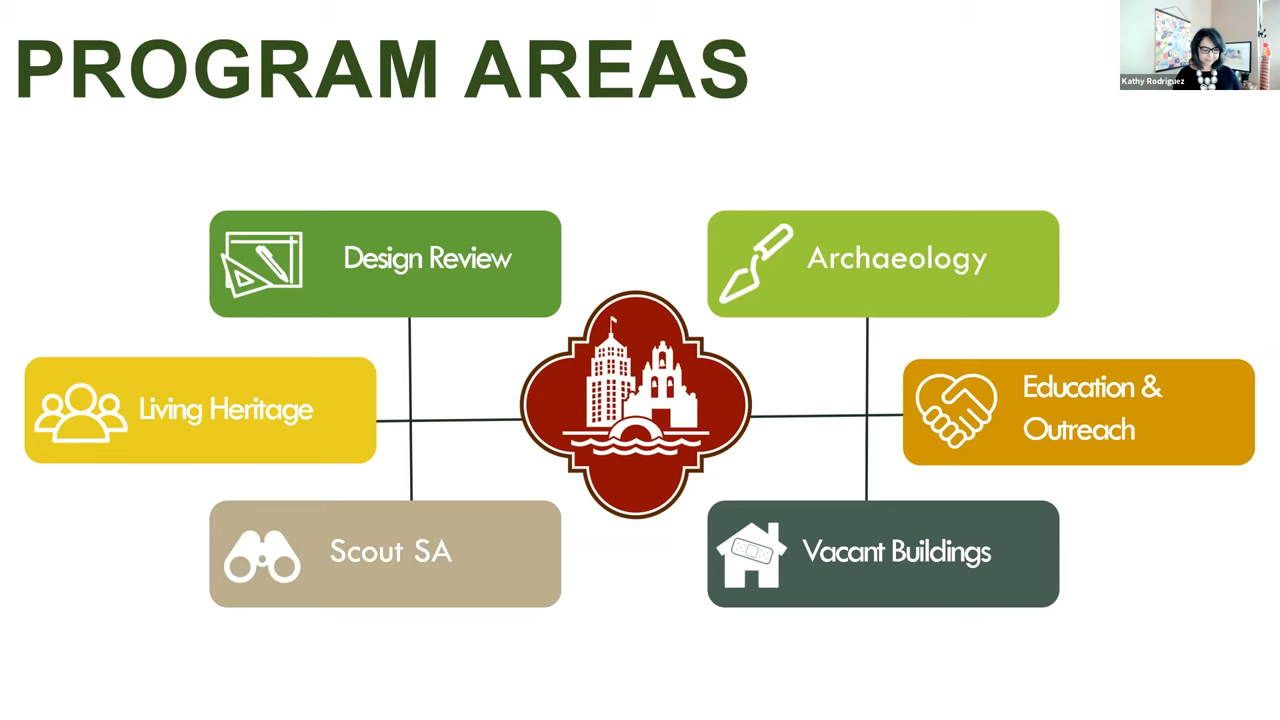 PROGRAM AREAS
Kathy Rodriguez
Design Review
Archaeology
Living Heritage
Education &
Outreach
Scout SA
Vacant Buildings